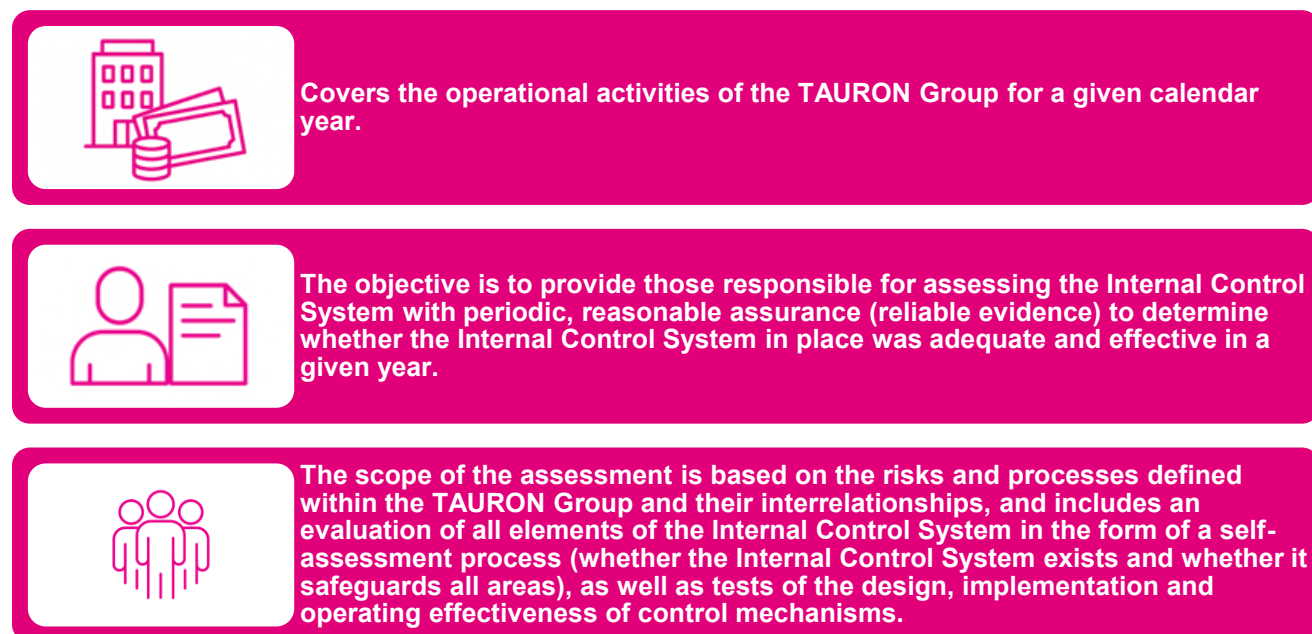 Covers the operational activities of the TAURON Group for a given calendar
year.
The objective is to provide those responsible for assessing the Internal Control
System with periodic, reasonable assurance (reliable evidence) to determine
whether the Internal Control System in place was adequate and effective in a
given year.
The scope of the assessment is based on the risks and processes defined
within the TAURON Group and their interrelationships, and includes an
evaluation of all elements of the Internal Control System in the form of a self-
assessment process (whether the Internal Control System exists and whether it
safeguards all areas), as well as tests of the design, implementation and
operating effectiveness of control mechanisms.